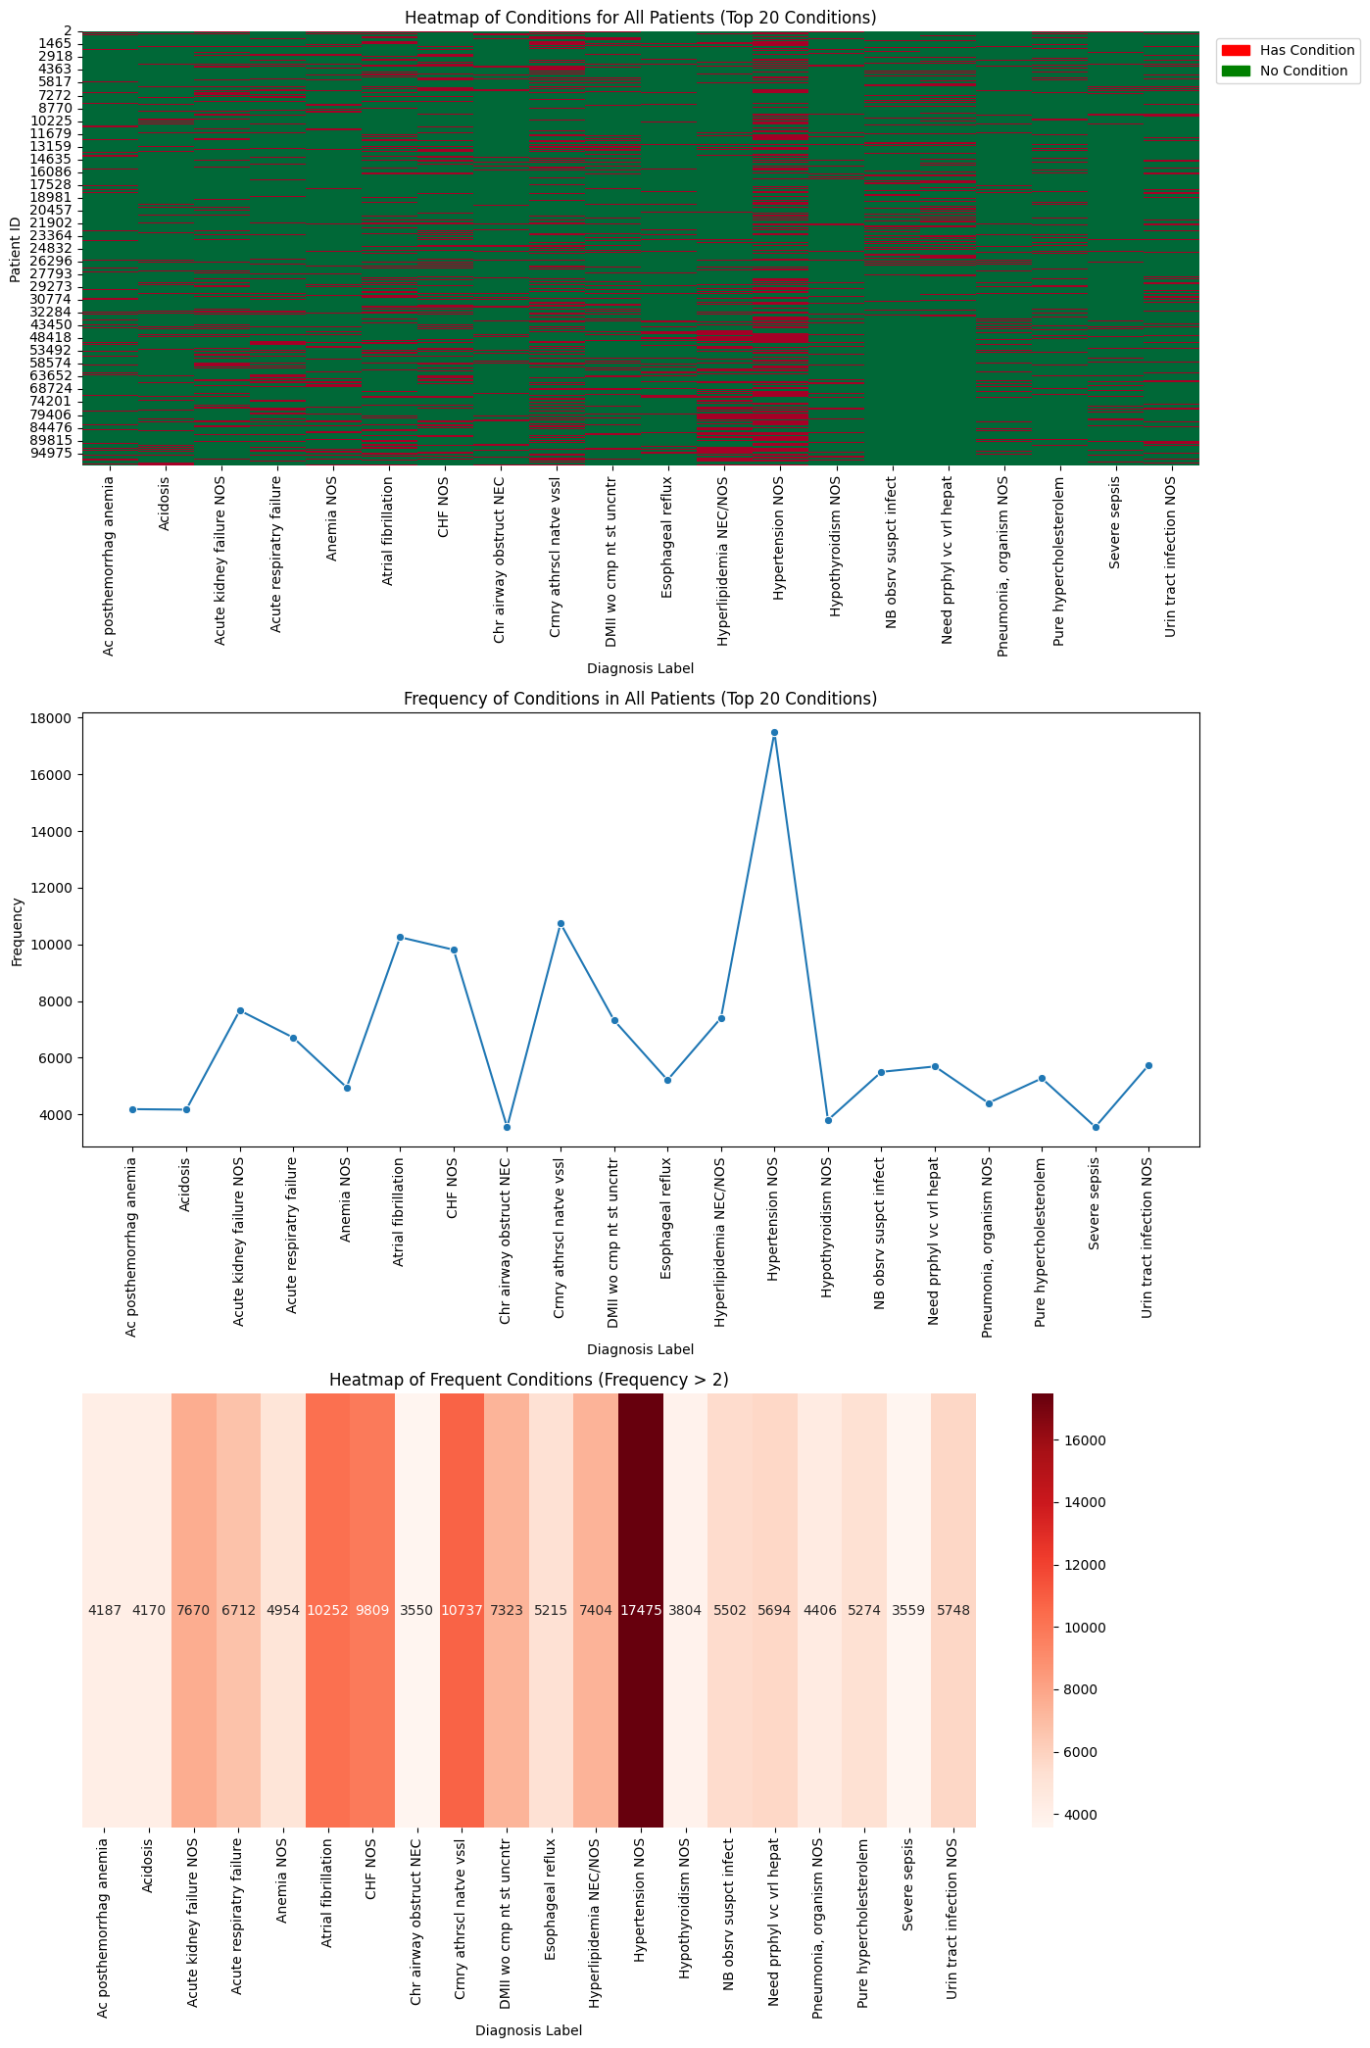 Heatmap of Conditions for All Patients (Top 20 Conditions)
Has Condition
No Condition
Patient ID
2
1465
2918
4363
5817
7272
8770
10225
11679
13159
14635
16086
17528
18981
20457
21902
23364
24832
26296
27793
29273
30774
32284
43450
48418
53492
58574
63652
68724
74201
79406
84476
89815
94975
Ac posthemorrhag anemia
Acidosis
Acute kidney failure NOS
Acute respiratry failure
Anemia NOS
Atrial fibrillation
CHF NOS
Chr airway obstruct NEC
Crnry athrscl natve vssl
DMII wo cmp nt st uncntr
Esophageal reflux
Hyperlipidemia NEC/NOS
Hypertension NOS
Hypothyroidism NOS
NB obsrv suspct infect
Need prphyl vc vrl hepat
Pneumonia, organism NOS
Pure hypercholesterolem
Severe sepsis
Urin tract infection NOS
Diagnosis Label
Frequency of Conditions in All Patients (Top 20 Conditions)
Frequency
18000
16000
14000
12000
10000
8000
6000
4000
Ac posthemorrhag anemia
Acidosis
Acute kidney failure NOS
Acute respiratry failure
Anemia NOS
Atrial fibrillation
CHF NOS
Chr airway obstruct NEC
Crnry athrscl natve vssl
DMII wo cmp nt st uncntr
Esophageal reflux
Hyperlipidemia NEC/NOS
Hypertension NOS
Hypothyroidism NOS
NB obsrv suspct infect
Need prphyl vc vrl hepat
Pneumonia, organism NOS
Pure hypercholesterolem
Severe sepsis
Urin tract infection NOS
Diagnosis Label
Heatmap of Frequent Conditions (Frequency > 2)
4187 4170 7670 6712 4954 10252 9809 3550 10737 7323 5215 7404 17475 3804 5502 5694 4406 5274 3559 5748
16000
14000
12000
10000
8000
6000
4000
Ac posthemorrhag anemia
Acidosis
Acute kidney failure NOS
Acute respiratry failure
Anemia NOS
Atrial fibrillation
CHF NOS
Chr airway obstruct NEC
Crnry athrscl natve vssl
DMII wo cmp nt st uncntr
Esophageal reflux
Hyperlipidemia NEC/NOS
Hypertension NOS
Hypothyroidism NOS
NB obsrv suspct infect
Need prphyl vc vrl hepat
Pneumonia, organism NOS
Pure hypercholesterolem
Severe sepsis
Urin tract infection NOS
Diagnosis Label